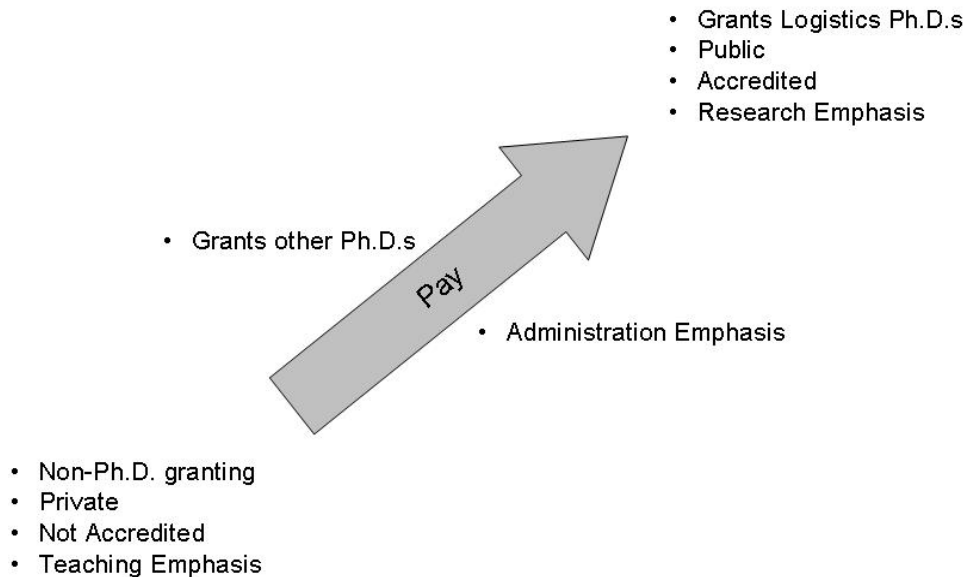 • Grants Logistics Ph.D.s
• Public
• Accredited
• Research Emphasis
• Grants other Ph.D.s
Pay
• Administration Emphasis
• Non-Ph.D. granting
• Private
• Not Accredited
• Teaching Emphasis